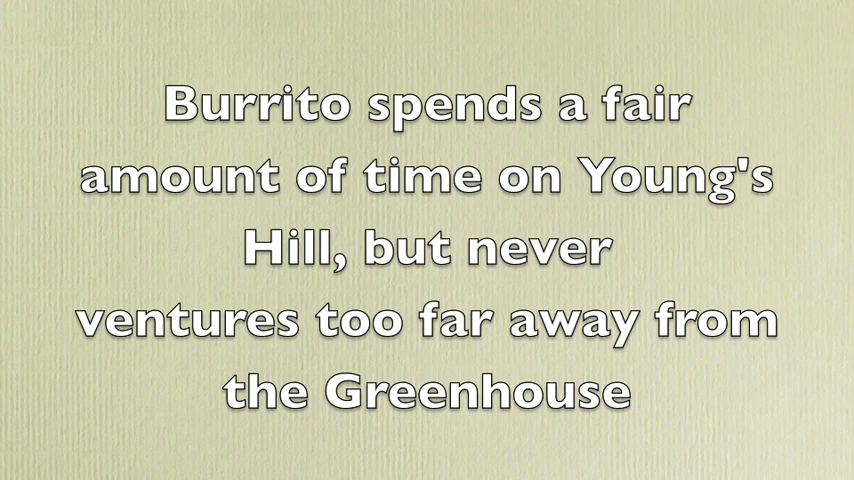 Burrito spends a fair
amount of time on Young's
Hill, but never
ventures too far away from
the Greenhouse